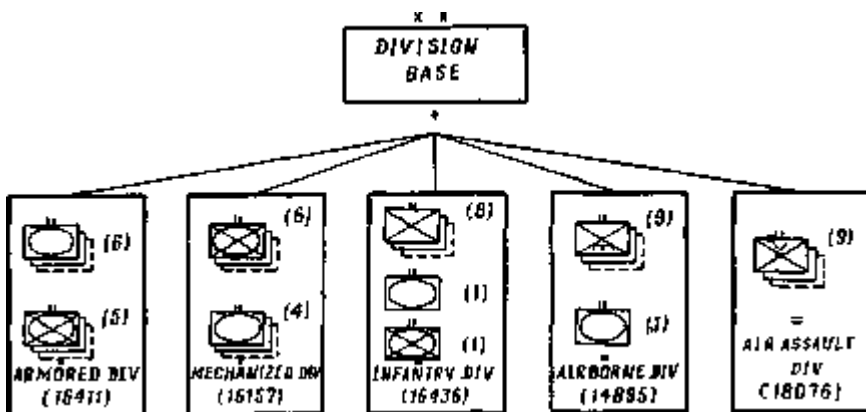 x x
DIVISION
BASE
+
(6)
(5)
ARMORED DIV
(16411)
(6)
(4)
MECHANIZED DIV
(16157)
(8)
(1)
(1)
INFANTRY DIV
(16436)
(9)
AIRBORNE DIV
(14895)
(9)
=
AIR ASSAULT
DIV
(18076)